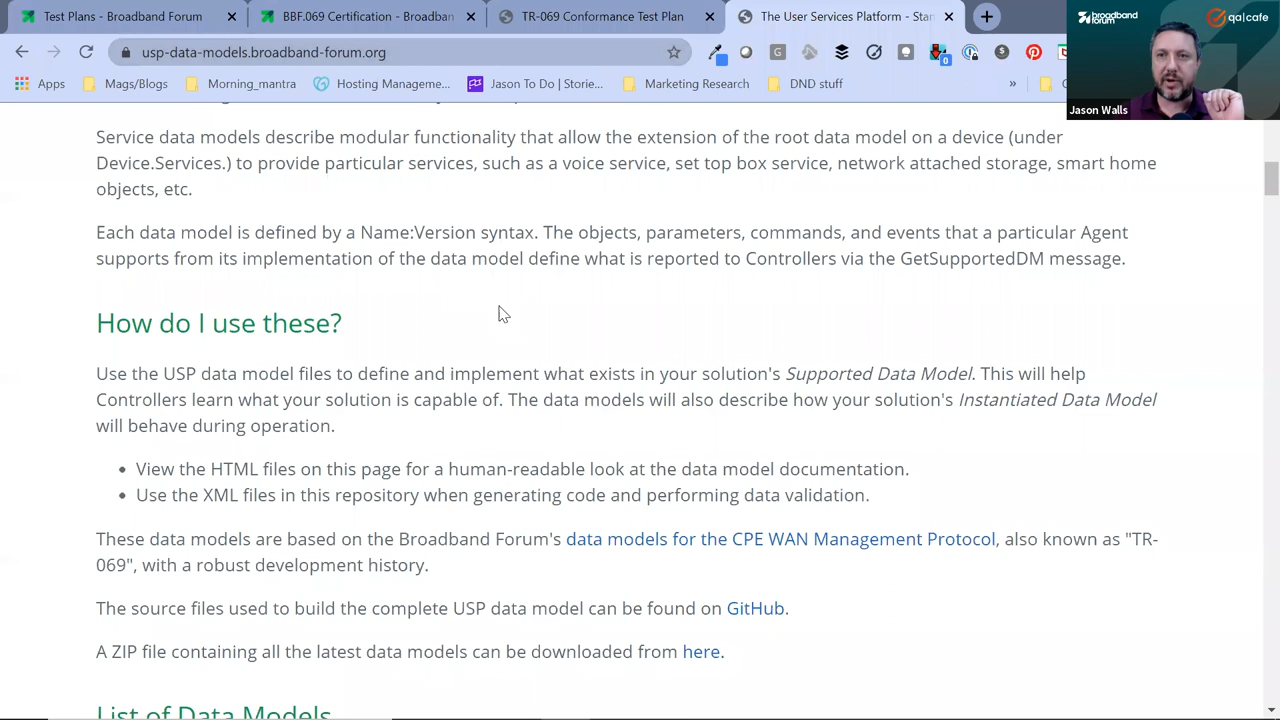 Test Plans - Broadband Forum
BBF.069 Certification - Broadban
TR-069 Conformance Test Plan
The User Services Platform - Star
usp-data-models.broadband-forum.org
Apps
Mags/Blogs
Morning_mantra
Hosting Manageme...
Jason To Do | Storie...
Marketing Research
DND stuff
»
broadband
forum
qa|cafe
Jason Walls
Service data models describe modular functionality that allow the extension of the root data model on a device (under
Device.Services.) to provide particular services, such as a voice service, set top box service, network attached storage, smart home
objects, etc.
Each data model is defined by a Name:Version syntax. The objects, parameters, commands, and events that a particular Agent
supports from its implementation of the data model define what is reported to Controllers via the GetSupportedDM message.
How do I use these?
Use the USP data model files to define and implement what exists in your solution's Supported Data Model. This will help
Controllers learn what your solution is capable of. The data models will also describe how your solution's Instantiated Data Model
will behave during operation.
• View the HTML files on this page for a human-readable look at the data model documentation.
• Use the XML files in this repository when generating code and performing data validation.
These data models are based on the Broadband Forum's data models for the CPE WAN Management Protocol, also known as "TR-
069", with a robust development history.
The source files used to build the complete USP data model can be found on GitHub.
A ZIP file containing all the latest data models can be downloaded from here.
List of Data Models